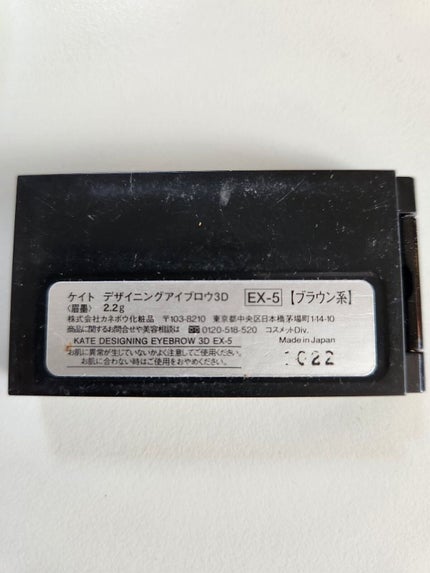 ケイト デザイニングアイブロウ3D EX-5 【ブラウン系】
〈眉墨〉 2.2g
株式会社カネボウ化粧品 〒103-8210 東京都中央区日本橋茅場町1-14-10
商品に関するお問合せや美容相談は 0120-518-520 コスメットDiv.
KATE DESIGNING EYEBROW 3D EX-5 Made in Japan
お肌に異常が生じていないかよく注意してご使用ください。
お肌に合わない時はご使用をおやめください。